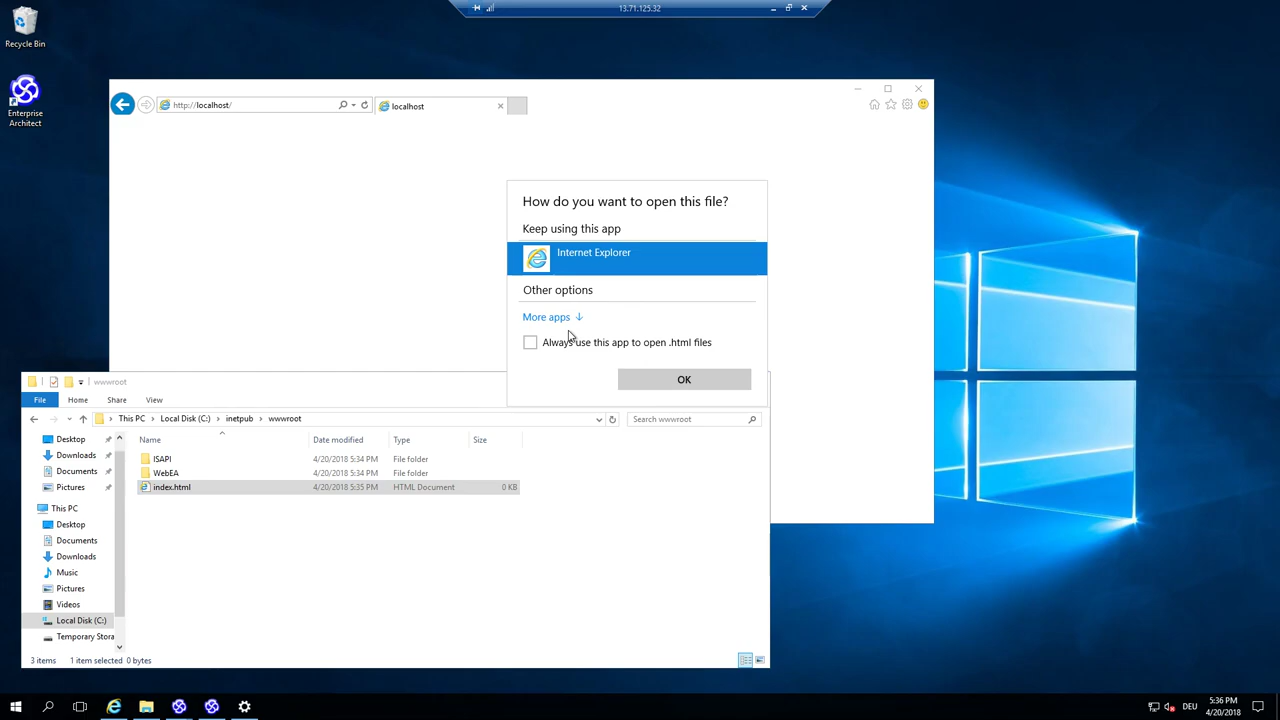 13.71.125.32
Recycle Bin
Enterprise
Architect
http://localhost/
localhost
How do you want to open this file?
Keep using this app
Internet Explorer
Other options
More apps
Always use this app to open .html files
OK
wwwroot
File Home Share View
This PC Local Disk (C:) inetpub wwwroot
Search wwwroot
Name Date modified Type Size
Desktop
Downloads
Documents
Pictures
This PC
Desktop
Documents
Downloads
Music
Pictures
Videos
Local Disk (C:)
Temporary Stora
ISAPI 4/20/2018 5:34 PM File folder
WebEA 4/20/2018 5:34 PM File folder
index.html 4/20/2018 5:35 PM HTML Document 0 KB
3 items 1 item selected 0 bytes
DEU
5:36 PM
4/20/2018